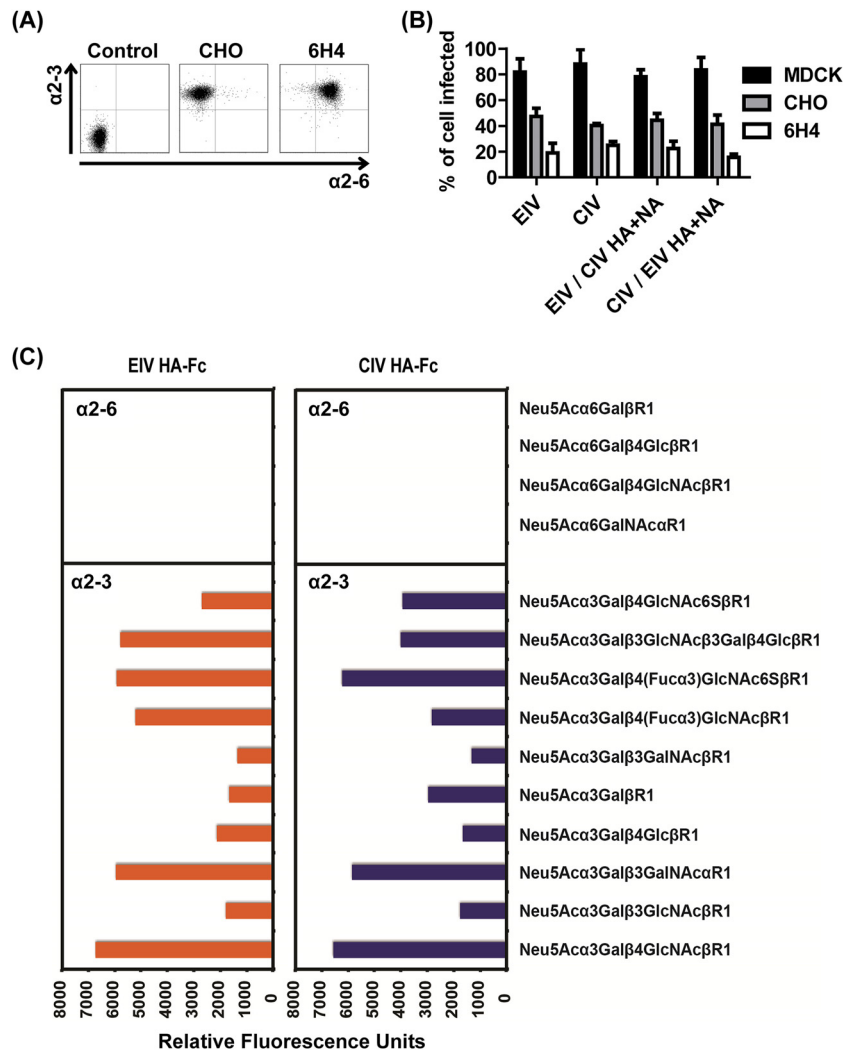 (A)
Control CHO 6H4
α2-3
α2-6
(B)
% of cell infected
100
80
60
40
20
0
EIV
CIV
EIV / CIV HA+NA
CIV / EIV HA+NA
MDCK
CHO
6H4
(C)
EIV HA-Fc CIV HA-Fc
α2-6 α2-6
Neu5Acα6GalβR1
Neu5Acα6Galβ4GlcβR1
Neu5Acα6Galβ4GlcNAcβR1
Neu5Acα6GalNAcαR1
α2-3 α2-3
Neu5Acα3Galβ4GlcNAc6SβR1
Neu5Acα3Galβ3GlcNAcβ3Galβ4GlcβR1
Neu5Acα3Galβ4(Fucα3)GlcNAc6SβR1
Neu5Acα3Galβ4(Fucα3)GlcNAcβR1
Neu5Acα3Galβ3GalNAcβR1
Neu5Acα3GalβR1
Neu5Acα3Galβ4GlcβR1
Neu5Acα3Galβ3GalNAcαR1
Neu5Acα3Galβ3GlcNAcβR1
Neu5Acα3Galβ4GlcNAcβR1
8000 7000 6000 5000 4000 3000 2000 1000 0
8000 7000 6000 5000 4000 3000 2000 1000 0
Relative Fluorescence Units